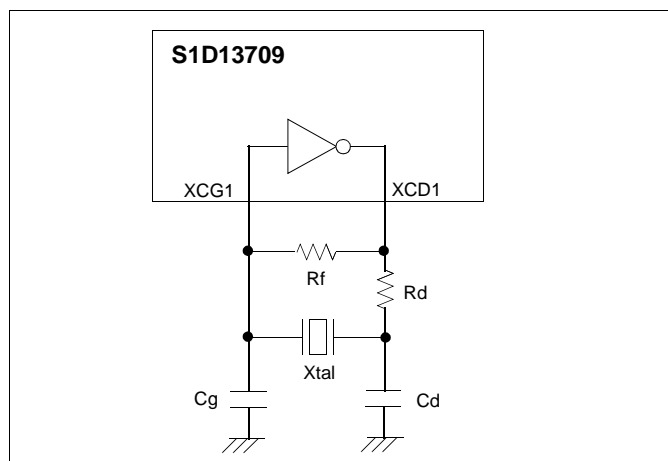 S1D13709
XCG1
XCD1
Rf
Rd
Xtal
Cg
Cd